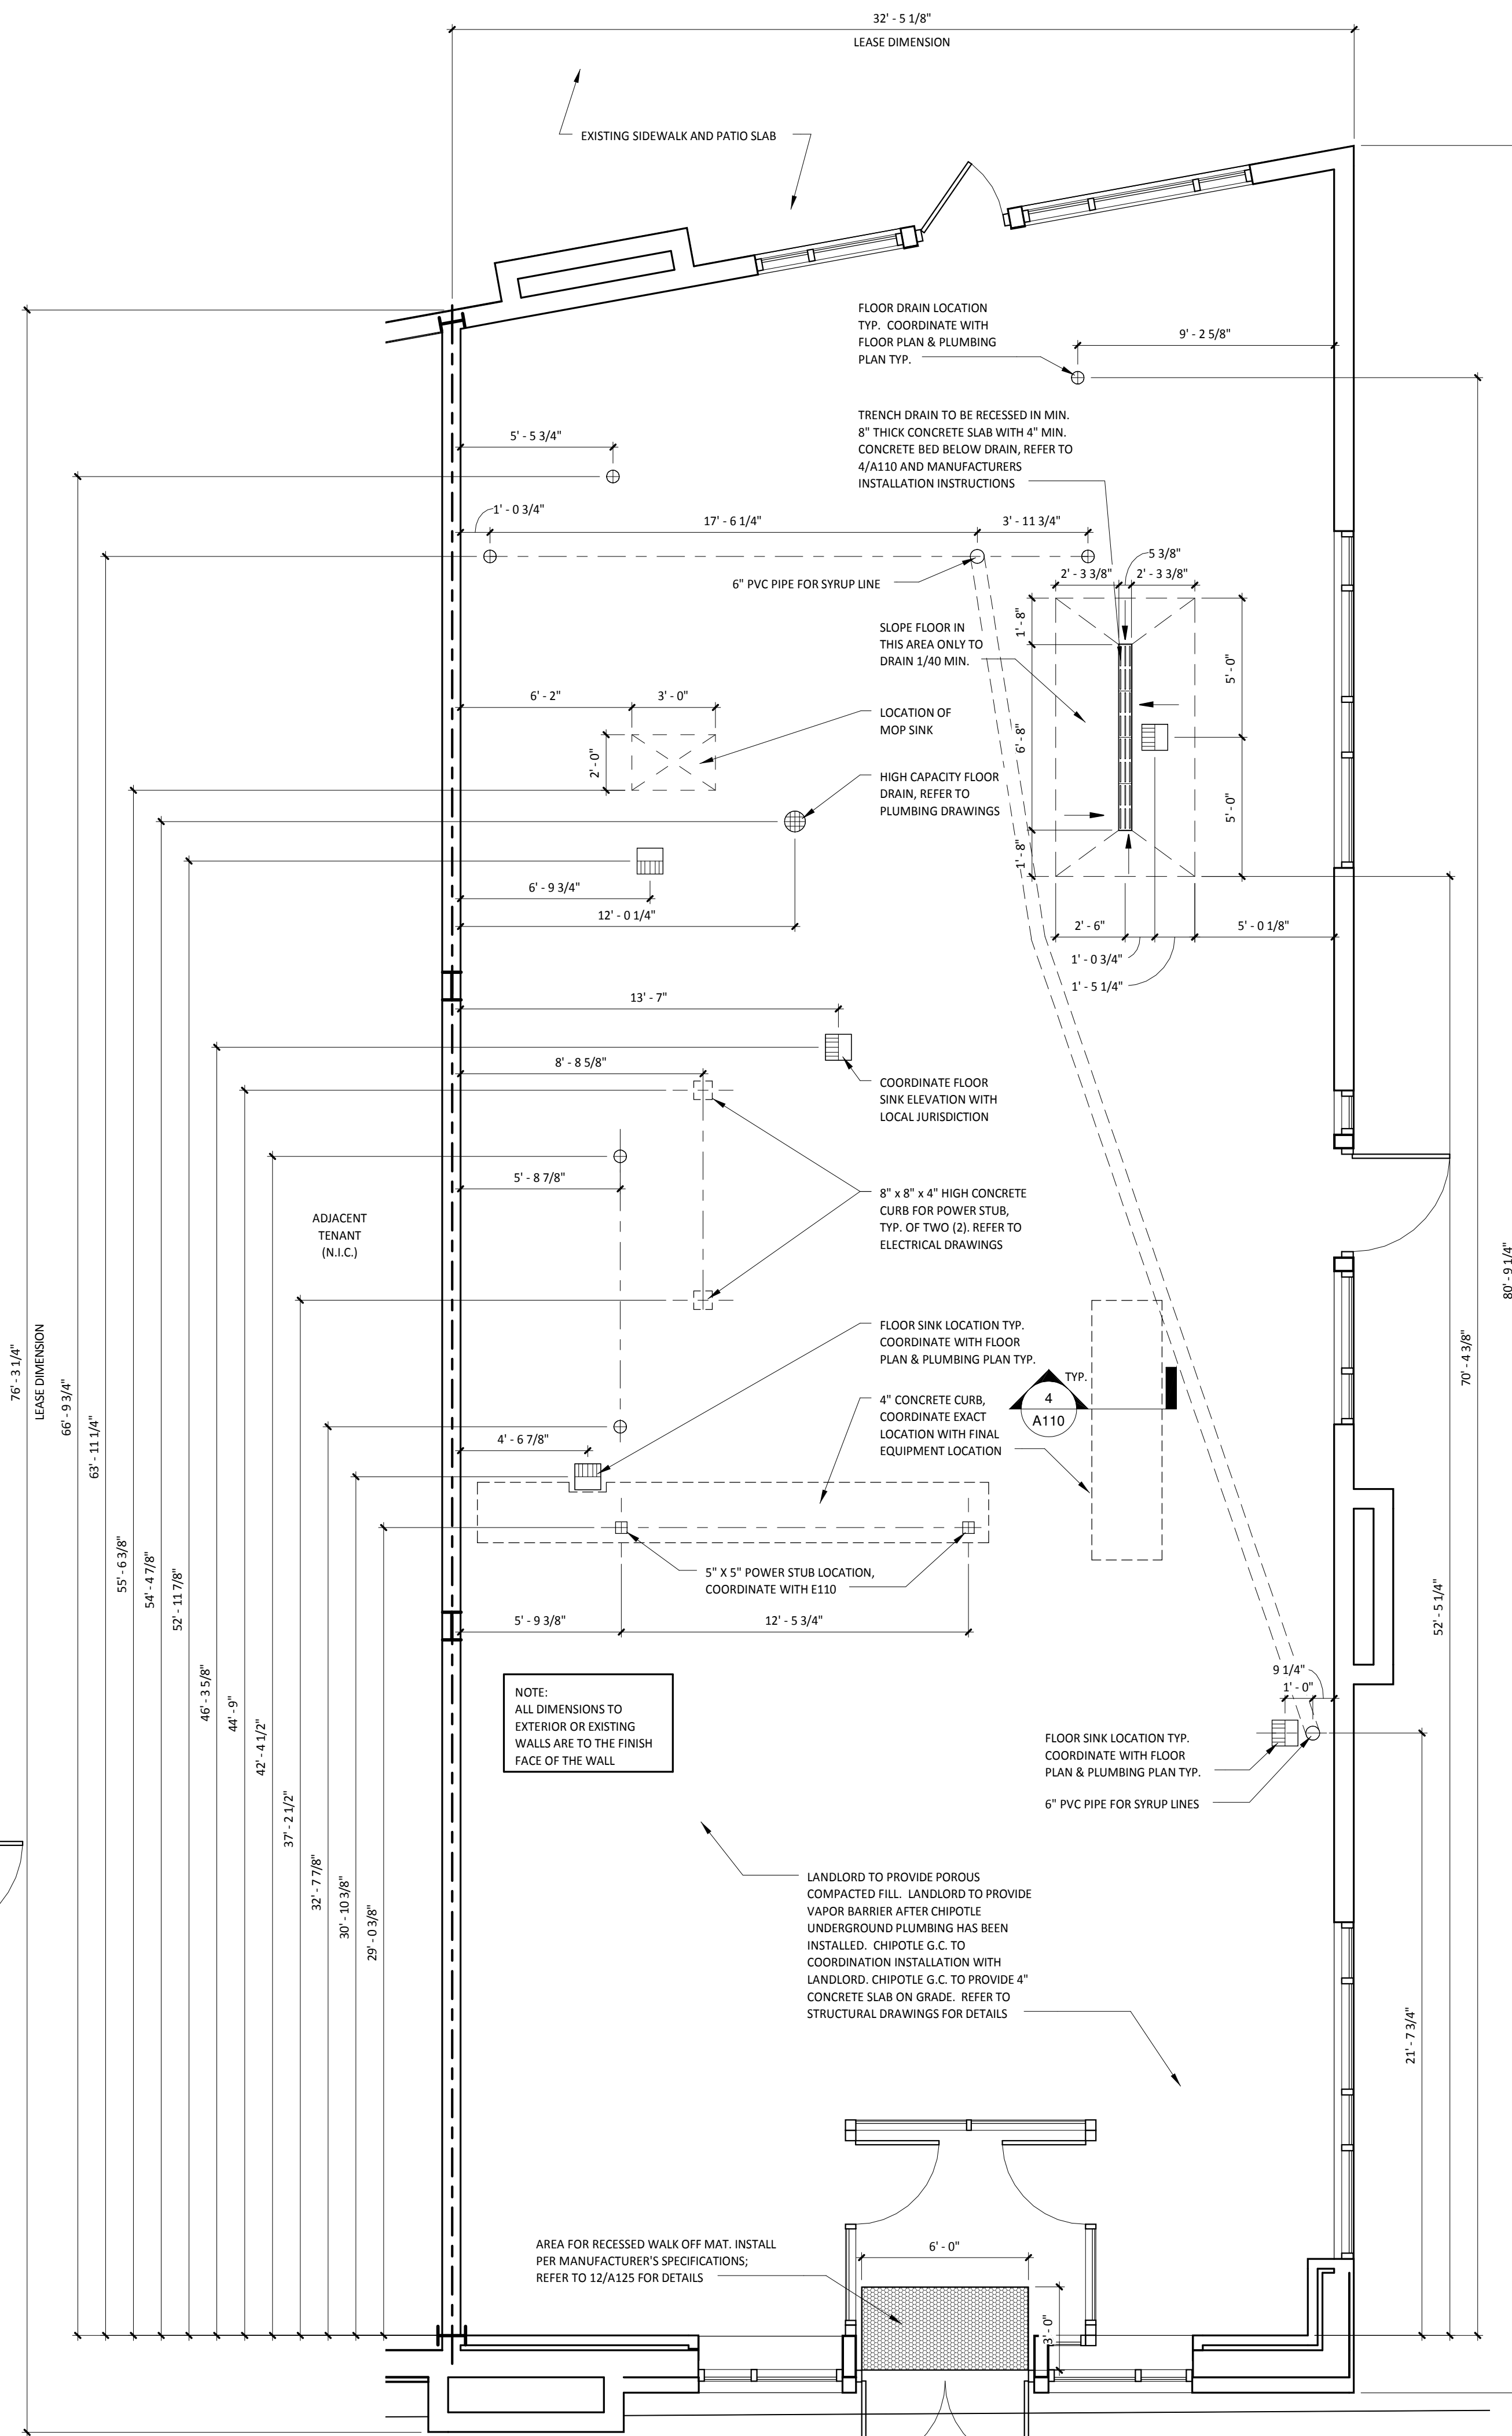 32' - 5 1/8"
LEASE DIMENSION
EXISTING SIDEWALK AND PATIO SLAB
FLOOR DRAIN LOCATION
TYP.  COORDINATE WITH
FLOOR PLAN & PLUMBING
PLAN TYP.
9' - 2 5/8"
TRENCH DRAIN TO BE RECESSED IN MIN.
8" THICK CONCRETE SLAB WITH 4" MIN.
CONCRETE BED BELOW DRAIN, REFER TO
4/A110 AND MANUFACTURERS
INSTALLATION INSTRUCTIONS
5' - 5 3/4"
1' - 0 3/4"
17' - 6 1/4"
3' - 11 3/4"
5 3/8"
2' - 3 3/8"
2' - 3 3/8"
6" PVC PIPE FOR SYRUP LINE
1' - 8"
SLOPE FLOOR IN
THIS AREA ONLY TO
DRAIN 1/40 MIN.
5' - 0"
6' - 2"
3' - 0"
LOCATION OF
MOP SINK
6' - 8"
2' - 0"
HIGH CAPACITY FLOOR
DRAIN, REFER TO
PLUMBING DRAWINGS
5' - 0"
1' - 8"
6' - 9 3/4"
12' - 0 1/4"
2' - 6"
5' - 0 1/8"
1' - 0 3/4"
1' - 5 1/4"
13' - 7"
8' - 8 5/8"
COORDINATE FLOOR
SINK ELEVATION WITH
LOCAL JURISDICTION
5' - 8 7/8"
8" x 8" x 4" HIGH CONCRETE
CURB FOR POWER STUB,
TYP. OF TWO (2). REFER TO
ELECTRICAL DRAWINGS
ADJACENT
TENANT
(N.I.C.)
80' - 9 1/4"
FLOOR SINK LOCATION TYP.
COORDINATE WITH FLOOR
PLAN & PLUMBING PLAN TYP.
76' - 3 1/4"
LEASE DIMENSION
66' - 9 3/4"
63' - 11 1/4"
70' - 4 3/8"
TYP.
4
A110
4" CONCRETE CURB,
COORDINATE EXACT
LOCATION WITH FINAL
EQUIPMENT LOCATION
4' - 6 7/8"
55' - 6 3/8"
54' - 4 7/8"
52' - 11 7/8"
5" X 5" POWER STUB LOCATION,
COORDINATE WITH E110
52' - 5 1/4"
5' - 9 3/8"
12' - 5 3/4"
46' - 3 5/8"
44' - 9"
42' - 4 1/2"
9 1/4"
1' - 0"
NOTE:
ALL DIMENSIONS TO
EXTERIOR OR EXISTING
WALLS ARE TO THE FINISH
FACE OF THE WALL
FLOOR SINK LOCATION TYP.
COORDINATE WITH FLOOR
PLAN & PLUMBING PLAN TYP.
6" PVC PIPE FOR SYRUP LINES
37' - 2 1/2"
32' - 7 7/8"
30' - 10 3/8"
29' - 0 3/8"
LANDLORD TO PROVIDE POROUS
COMPACTED FILL.  LANDLORD TO PROVIDE
VAPOR BARRIER AFTER CHIPOTLE
UNDERGROUND PLUMBING HAS BEEN
INSTALLED.  CHIPOTLE G.C. TO
COORDINATION INSTALLATION WITH
LANDLORD. CHIPOTLE G.C. TO PROVIDE 4"
CONCRETE SLAB ON GRADE.  REFER TO
STRUCTURAL DRAWINGS FOR DETAILS
21' - 7 3/4"
AREA FOR RECESSED WALK OFF MAT. INSTALL
PER MANUFACTURER'S SPECIFICATIONS;
REFER TO 12/A125 FOR DETAILS
6' - 0"
3' - 0"